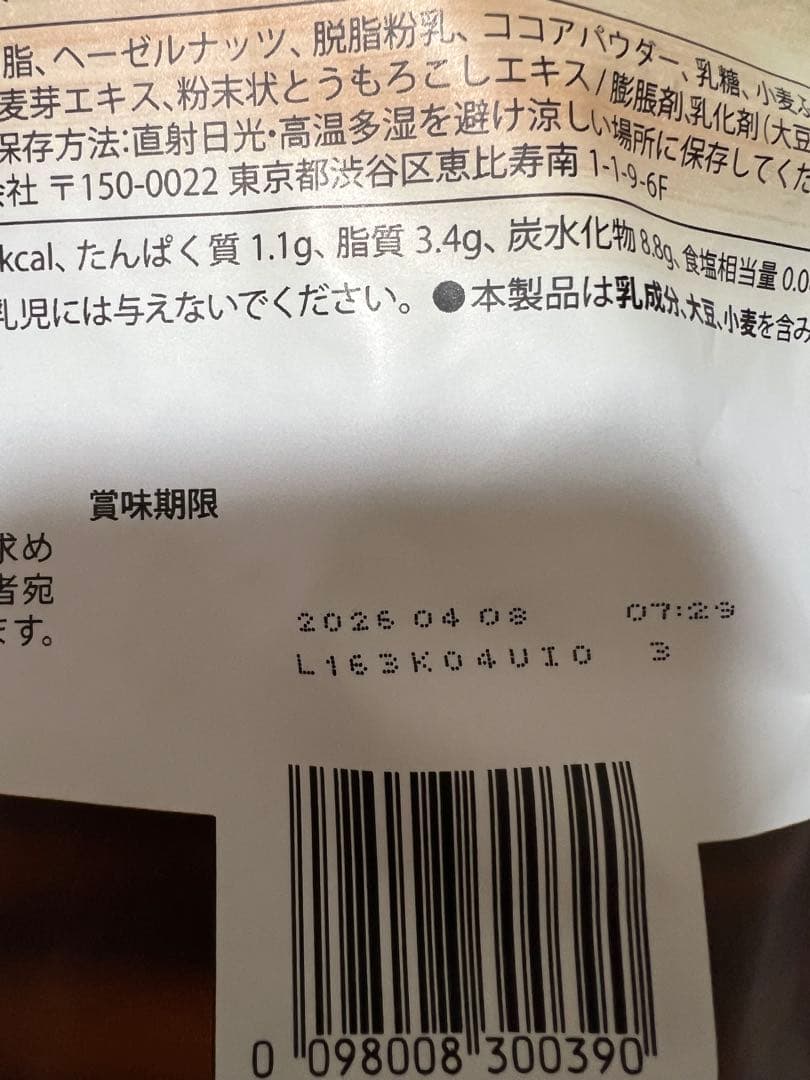 脂、ヘーゼルナッツ、脱脂粉乳、ココアパウダー、乳糖、小麦
麦芽エキス、粉末状とうもろこしエキス/膨脹剤、乳化剤(大豆
保存方法:直射日光・高温多湿を避け涼しい場所に保存してくだ
会社 〒150-0022 東京都渋谷区恵比寿南 1-1-9-6F
kcal、たんぱく質 1.1g、脂質 3.4g、炭水化物 8.8g、食塩相当量 0.0
乳児には与えないでください。 ●本製品は乳成分、大豆、小麦を含み
賞味期限
求め
者宛
ます。
2026 04 08 07:29
L163K04UIO 3
0 098008 300390